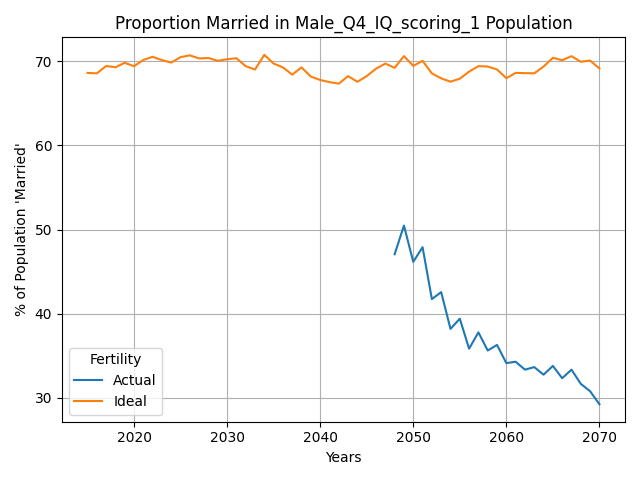 Proportion Married in Male_Q4_IQ_scoring_1 Population
% of Population 'Married'
70
60
50
40
30
Fertility
Actual
Ideal
2020 2030 2040 2050 2060 2070
Years